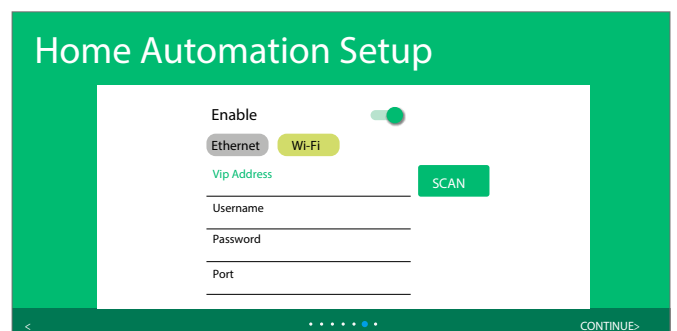 Home Automation Setup
Enable
Ethernet Wi-Fi
Vip Address
SCAN
Username
Password
Port
< CONTINUE>